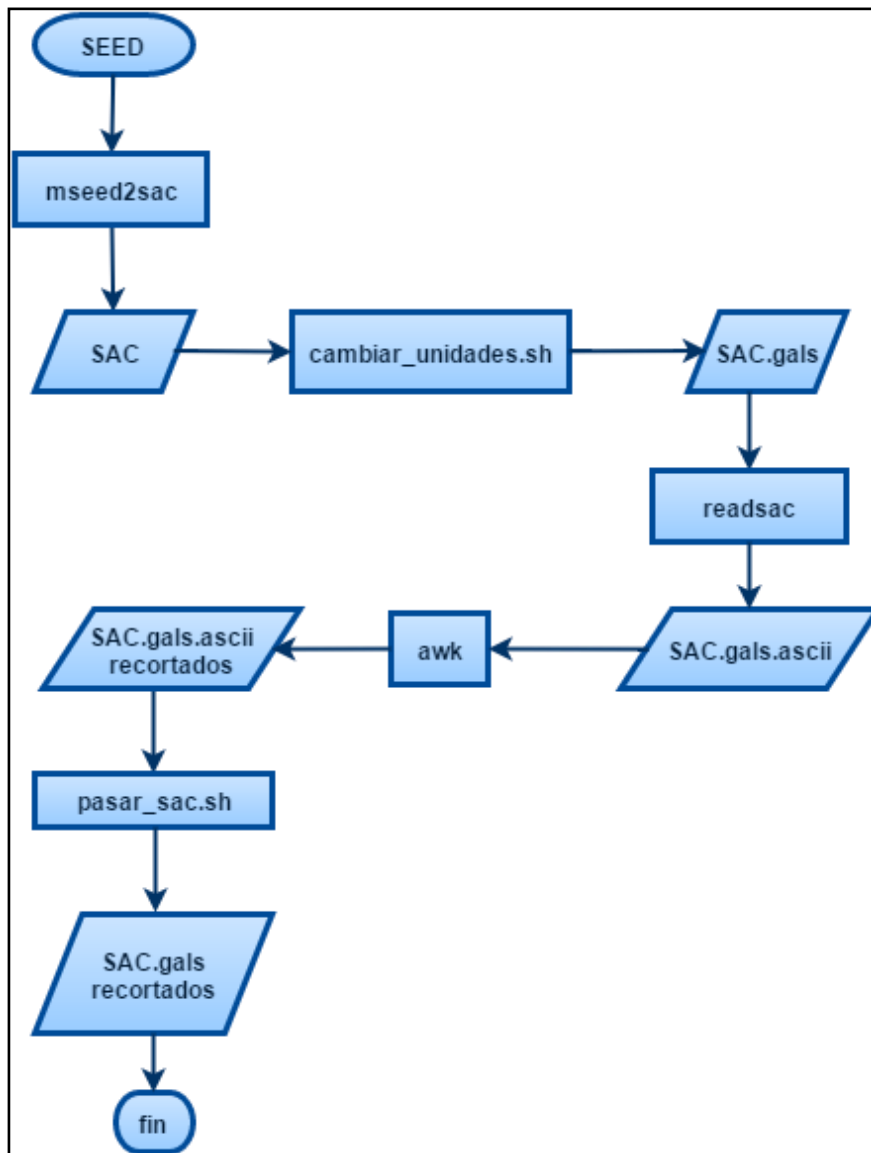 SEED
mseed2sac
SAC
cambiar_unidades.sh
SAC.gals
readsac
SAC.gals.ascii
awk
SAC.gals.ascii
recortados
pasar_sac.sh
SAC.gals
recortados
fin